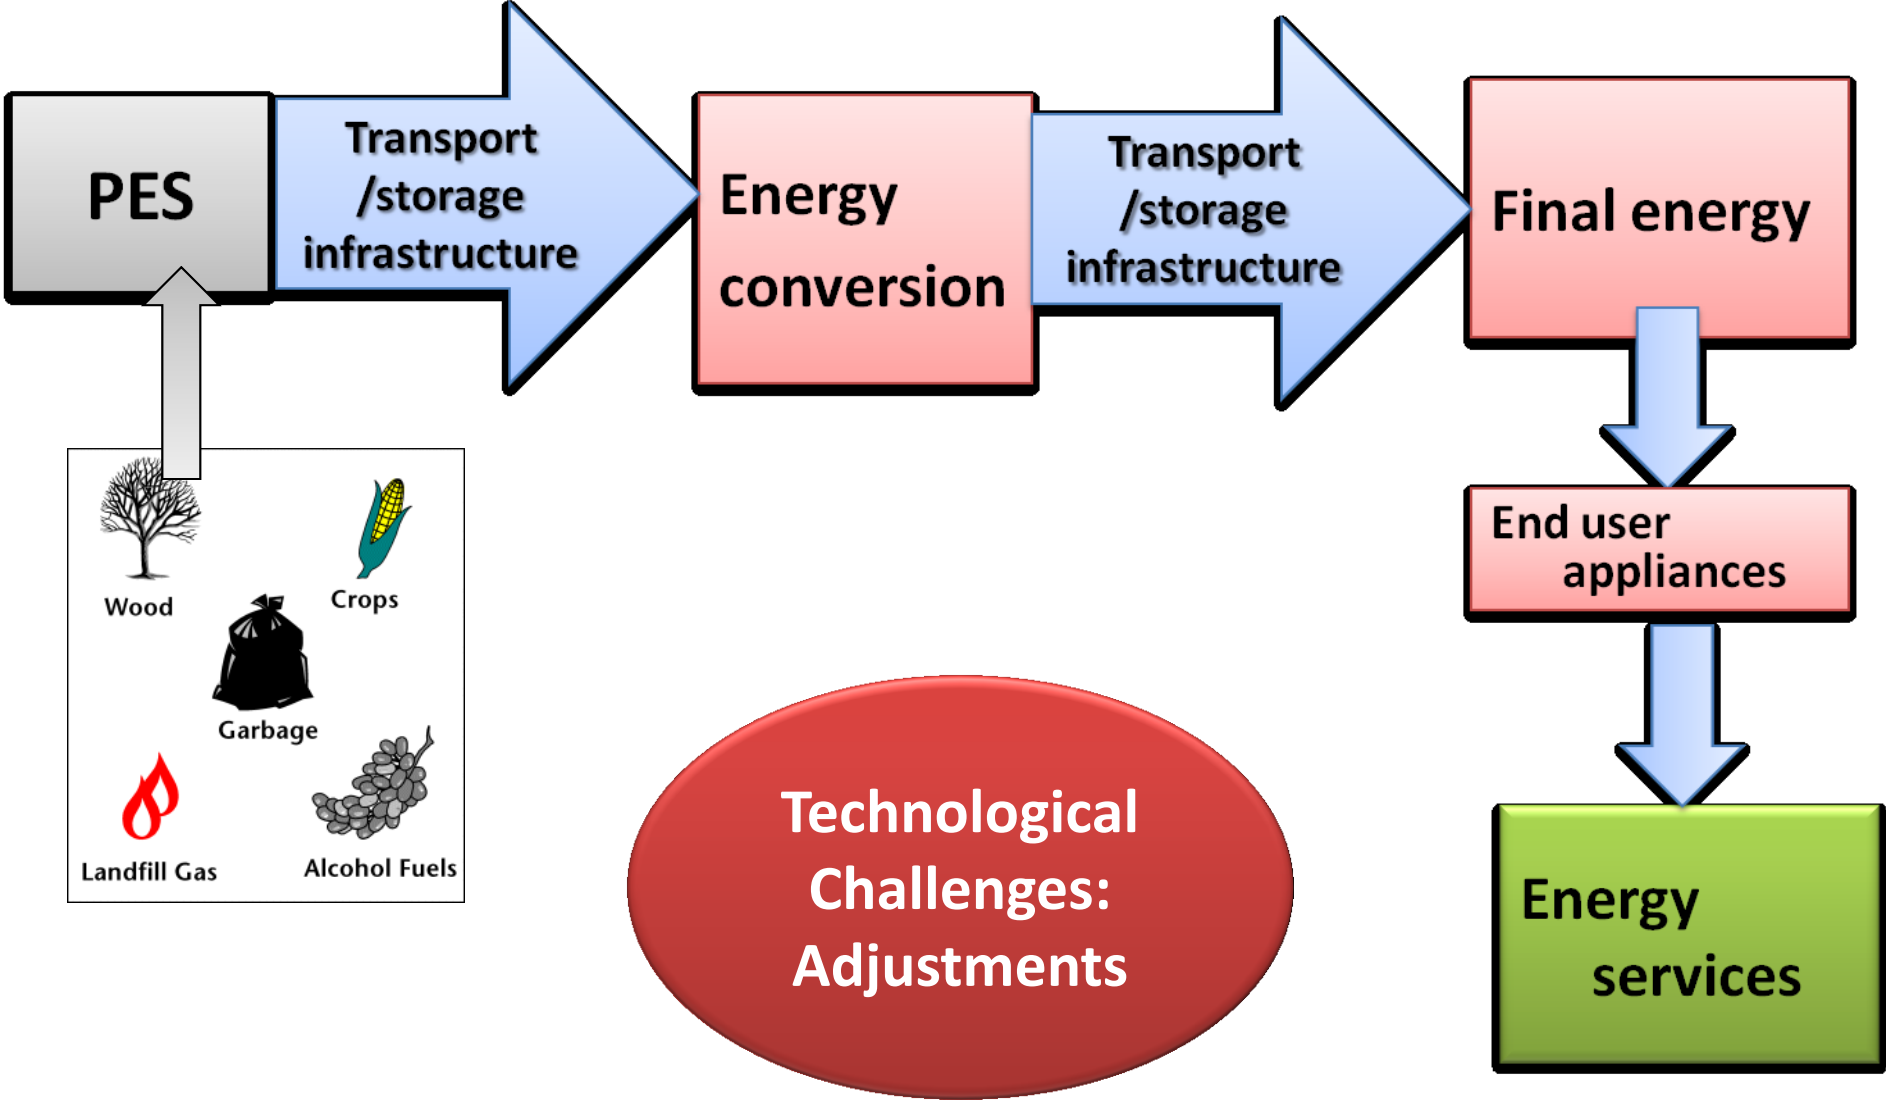 PES
Transport
/storage
infrastructure
Energy
conversion
Transport
/storage
infrastructure
Final energy
End user
appliances
Energy
services
Wood
Crops
Garbage
Landfill Gas
Alcohol Fuels
Technological
Challenges:
Adjustments